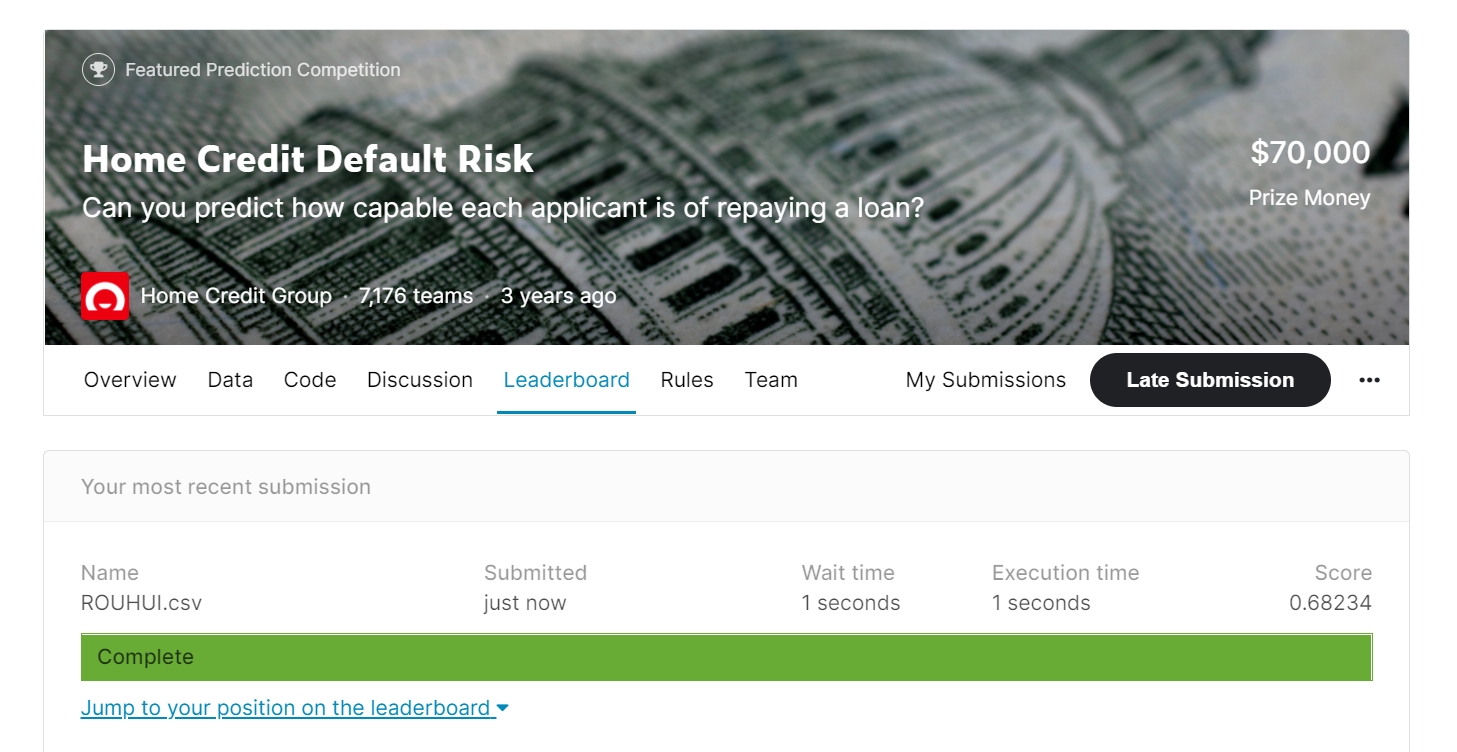 Featured Prediction Competition
Home Credit Default Risk
$70,000
Can you predict how capable each applicant is of repaying a loan?
Prize Money
Home Credit Group · 7,176 teams · 3 years ago
Overview Data Code Discussion Leaderboard Rules Team My Submissions Late Submission •••
Your most recent submission
Name Submitted Wait time Execution time Score
ROUHUI.csv just now 1 seconds 1 seconds 0.68234
Complete
Jump to your position on the leaderboard